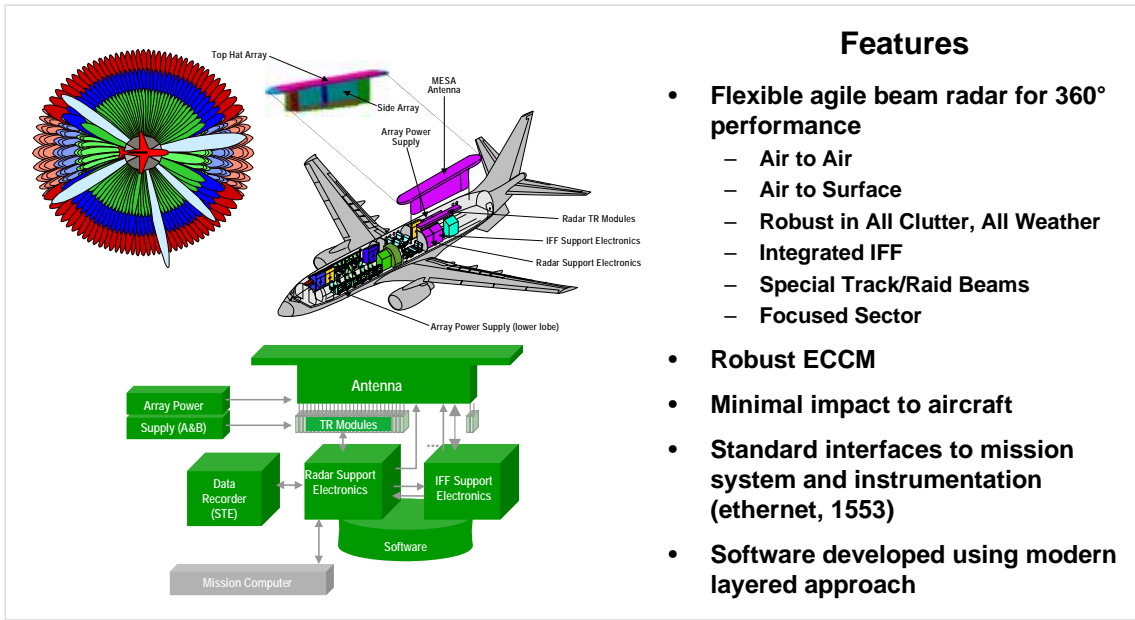 Top Hat Array
Side Array
MESA
Antenna
Array Power
Supply
Radar TR Modules
IFF Support Electronics
Radar Support Electronics
Array Power Supply (lower lobe)
Antenna
Array Power
Supply (A&B)
TR Modules
...
Data
Recorder
(STE)
Radar Support
Electronics
IFF Support
Electronics
Software
Mission Computer
Features
• Flexible agile beam radar for 360°
performance
– Air to Air
– Air to Surface
– Robust in All Clutter, All Weather
– Integrated IFF
– Special Track/Raid Beams
– Focused Sector
• Robust ECCM
• Minimal impact to aircraft
• Standard interfaces to mission
system and instrumentation
(ethernet, 1553)
• Software developed using modern
layered approach